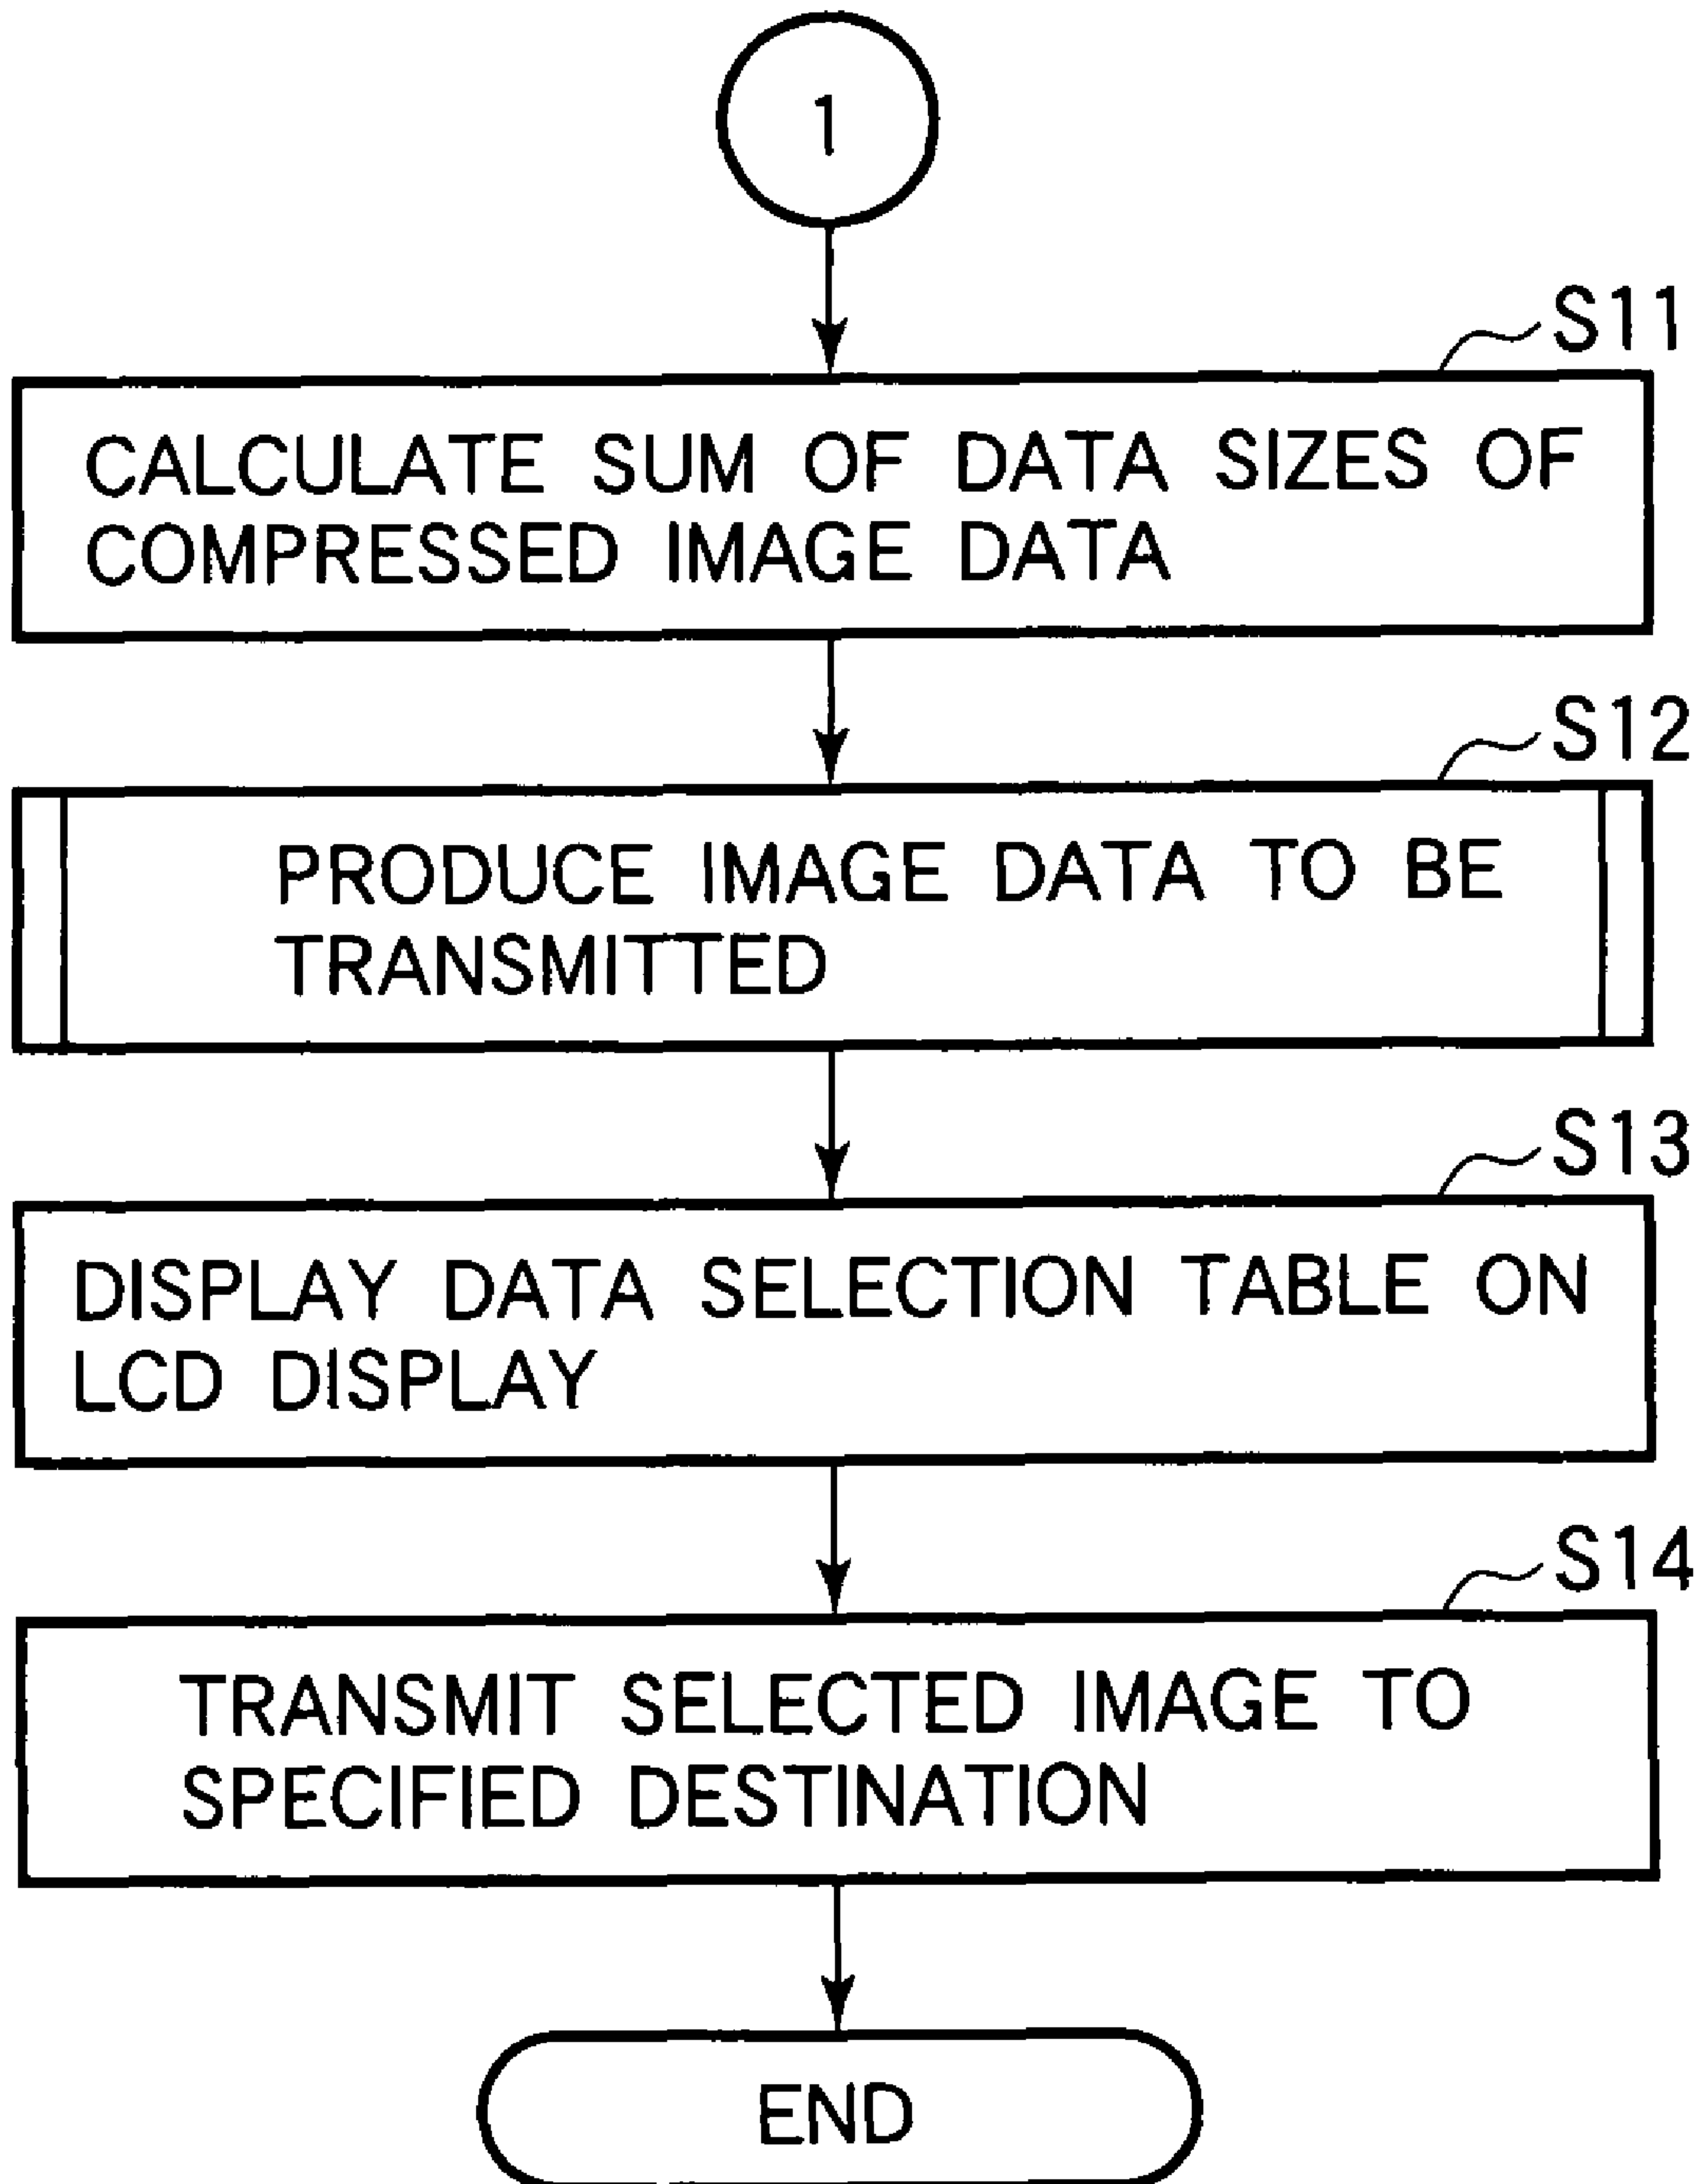 1
S11
CALCULATE SUM OF DATA SIZES OF
COMPRESSED IMAGE DATA
S12
PRODUCE IMAGE DATA TO BE
TRANSMITTED
S13
DISPLAY DATA SELECTION TABLE ON
LCD DISPLAY
S14
TRANSMIT SELECTED IMAGE TO
SPECIFIED DESTINATION
END